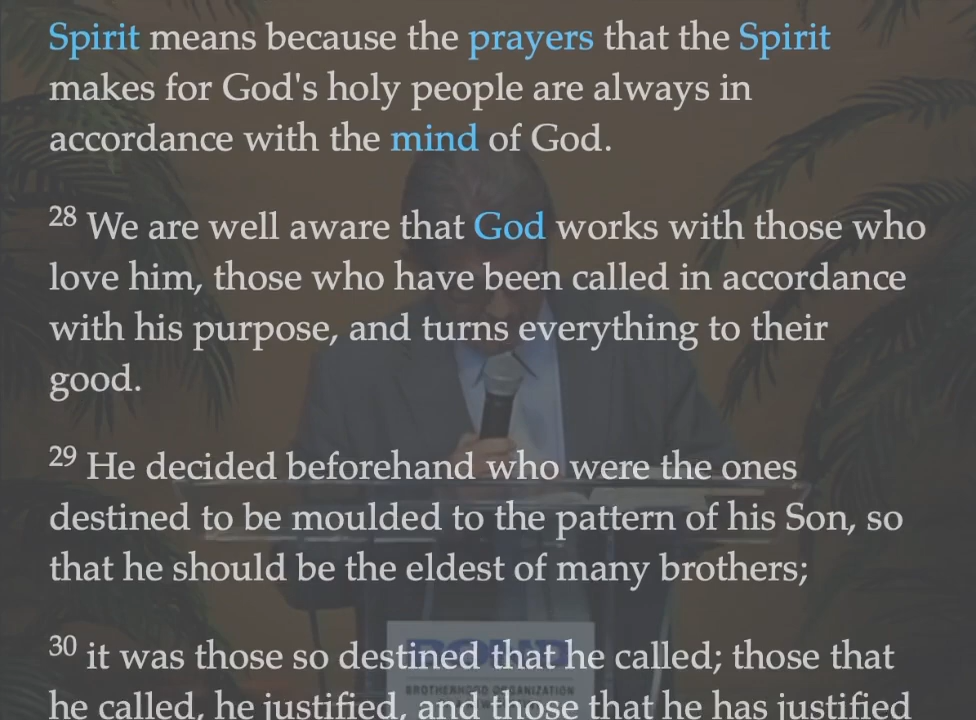 Spirit means because the prayers that the Spirit
makes for God's holy people are always in
accordance with the mind of God.
28 We are well aware that God works with those who
love him, those who have been called in accordance
with his purpose, and turns everything to their
good.
29 He decided beforehand who were the ones
destined to be moulded to the pattern of his Son, so
that he should be the eldest of many brothers;
30 it was those so destined that he called; those that
BROTHERHOOD ORGANIZATION
he called, he justified, and those that he has justified